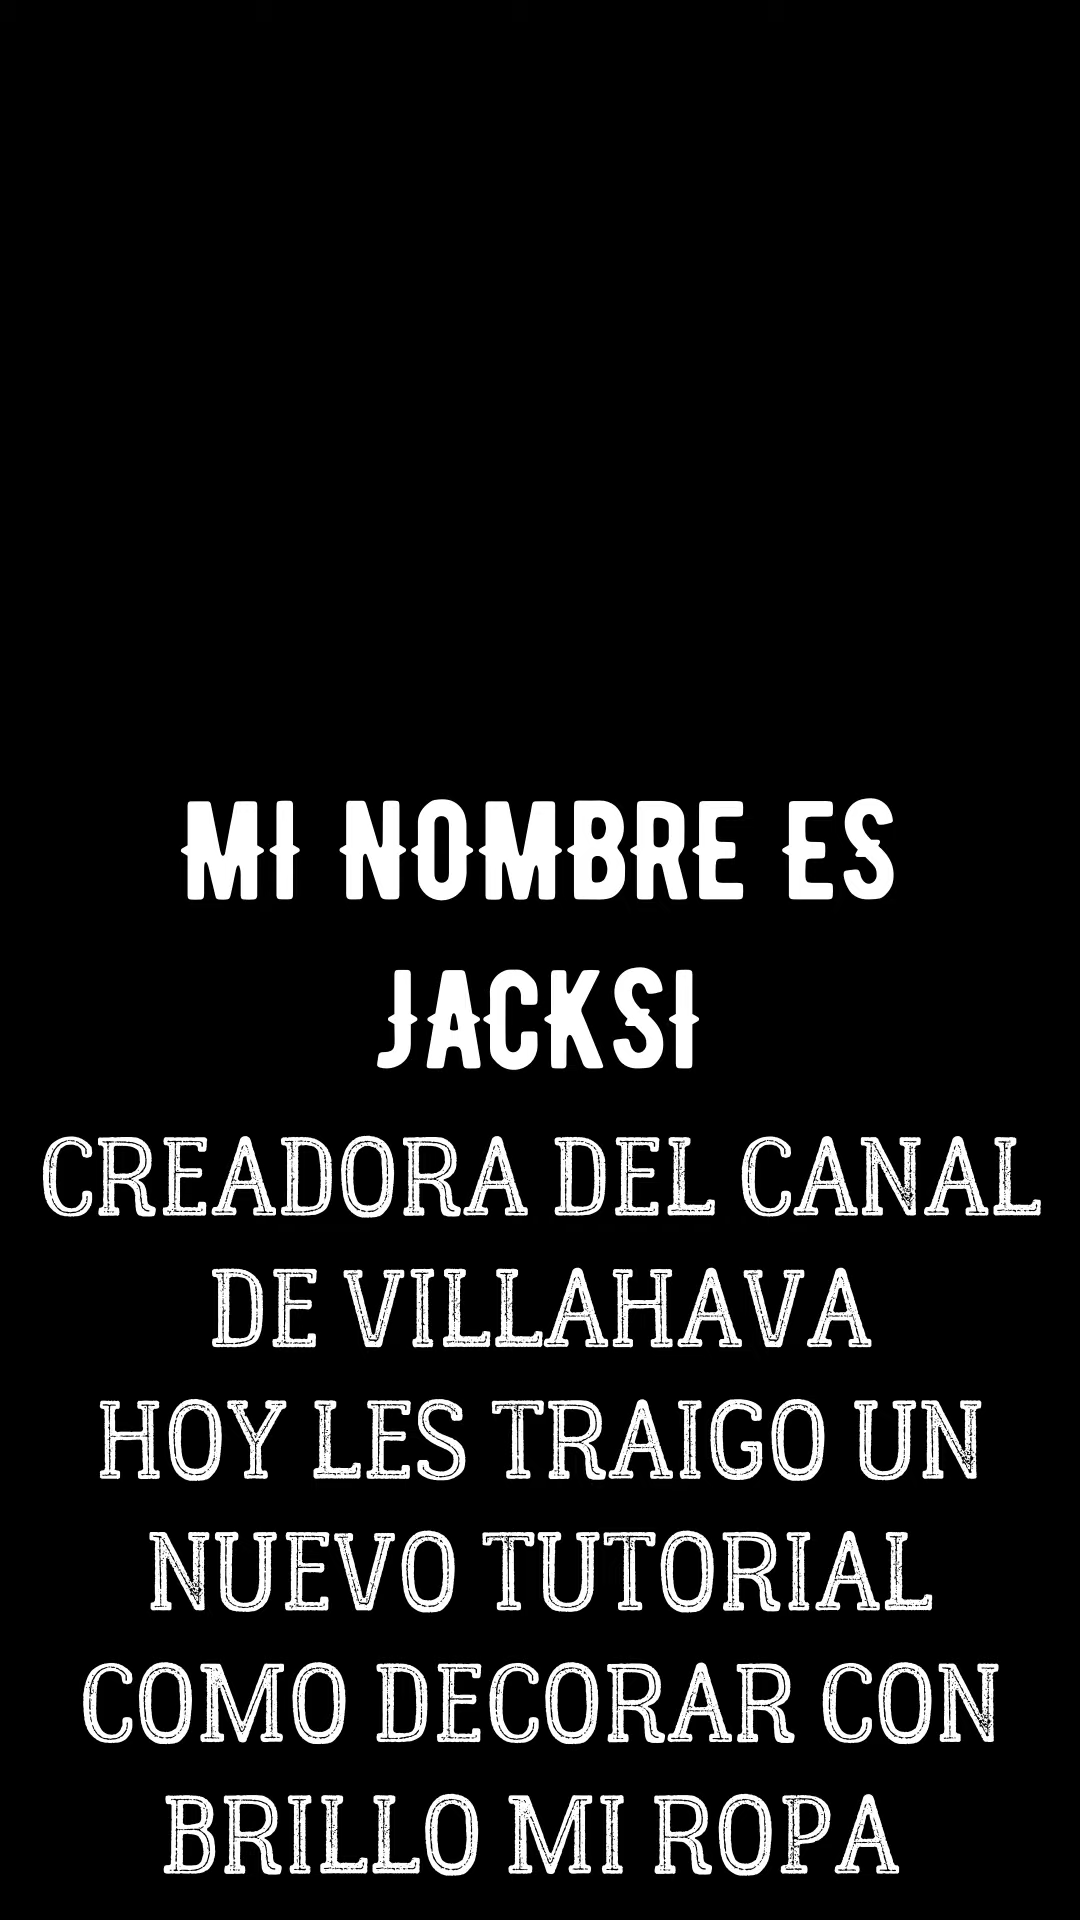 MI NOMBRE ES
JACKSI
CREADORA DEL CANAL
DE VILLAHAVA
HOY LES TRAIGO UN
NUEVO TUTORIAL
COMO DECORAR CON
BRILLO MI ROPA